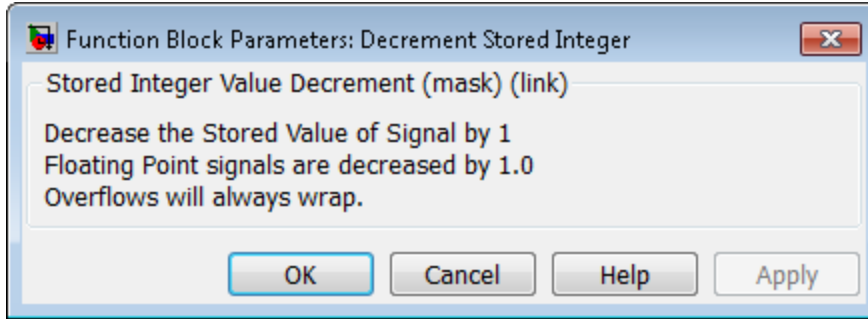 Function Block Parameters: Decrement Stored Integer
Stored Integer Value Decrement (mask) (link)
Decrease the Stored Value of Signal by 1
Floating Point signals are decreased by 1.0
Overflows will always wrap.
OK Cancel Help Apply